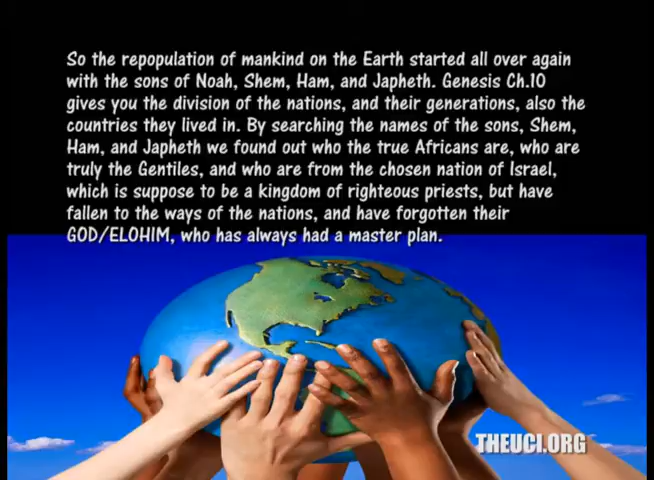 So the repopulation of mankind on the Earth started all over again
with the sons of Noah, Shem, Ham, and Japheth. Genesis Ch.10
gives you the division of the nations, and their generations, also the
countries they lived in. By searching the names of the sons, Shem,
Ham, and Japheth we found out who the true Africans are, who are
truly the Gentiles, and who are from the chosen nation of Israel,
which is suppose to be a kingdom of righteous priests, but have
fallen to the ways of the nations, and have forgotten their
GOD/ELOHIM, who has always had a master plan.
THEUCI.ORG